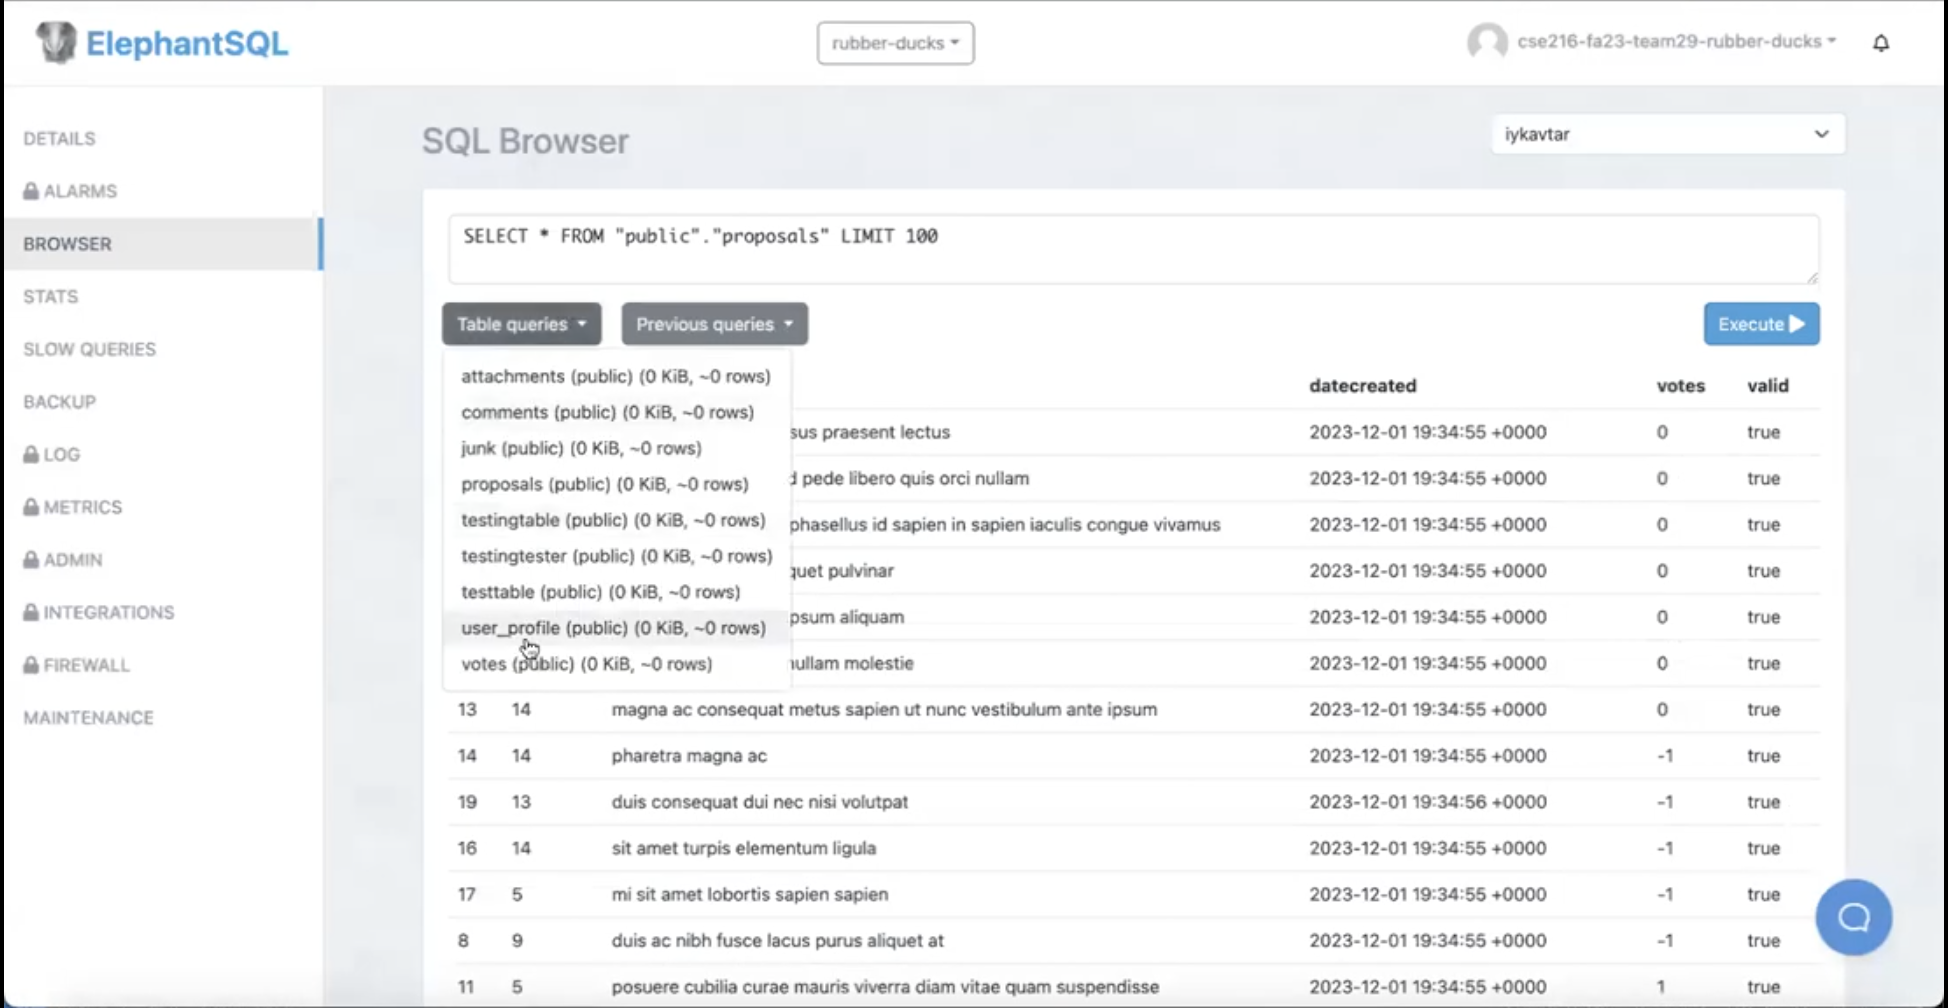 ElephantSQL
rubber-ducks
cse216-fa23-team29-rubber-ducks
DETAILS
ALARMS
BROWSER
STATS
SLOW QUERIES
BACKUP
LOG
METRICS
ADMIN
INTEGRATIONS
FIREWALL
MAINTENANCE
SQL Browser
iykavtar
SELECT * FROM "public"."proposals" LIMIT 100
Table queries
Previous queries
Execute
attachments (public) (0 KiB, ~0 rows)
comments (public) (0 KiB, ~0 rows)
junk (public) (0 KiB, ~0 rows)
proposals (public) (0 KiB, ~0 rows)
testingtable (public) (0 KiB, ~0 rows)
testingtester (public) (0 KiB, ~0 rows)
testtable (public) (0 KiB, ~0 rows)
user_profile (public) (0 KiB, ~0 rows)
votes (public) (0 KiB, ~0 rows)
datecreated votes valid
praesent lectus 2023-12-01 19:34:55 +0000 0 true
pede libero quis orci nullam 2023-12-01 19:34:55 +0000 0 true
phasellus id sapien in sapien iaculis congue vivamus 2023-12-01 19:34:55 +0000 0 true
pulvinar 2023-12-01 19:34:55 +0000 0 true
aliquam 2023-12-01 19:34:55 +0000 0 true
molestie 2023-12-01 19:34:55 +0000 0 true
13 14 magna ac consequat metus sapien ut nunc vestibulum ante ipsum 2023-12-01 19:34:55 +0000 0 true
14 14 pharetra magna ac 2023-12-01 19:34:55 +0000 -1 true
19 13 duis consequat dui nec nisi volutpat 2023-12-01 19:34:56 +0000 -1 true
16 14 sit amet turpis elementum ligula 2023-12-01 19:34:55 +0000 -1 true
17 5 mi sit amet lobortis sapien sapien 2023-12-01 19:34:55 +0000 -1 true
8 9 duis ac nibh fusce lacus purus aliquet at 2023-12-01 19:34:55 +0000 -1 true
11 5 posuere cubilia curae mauris viverra diam vitae quam suspendisse 2023-12-01 19:34:55 +0000 1 true